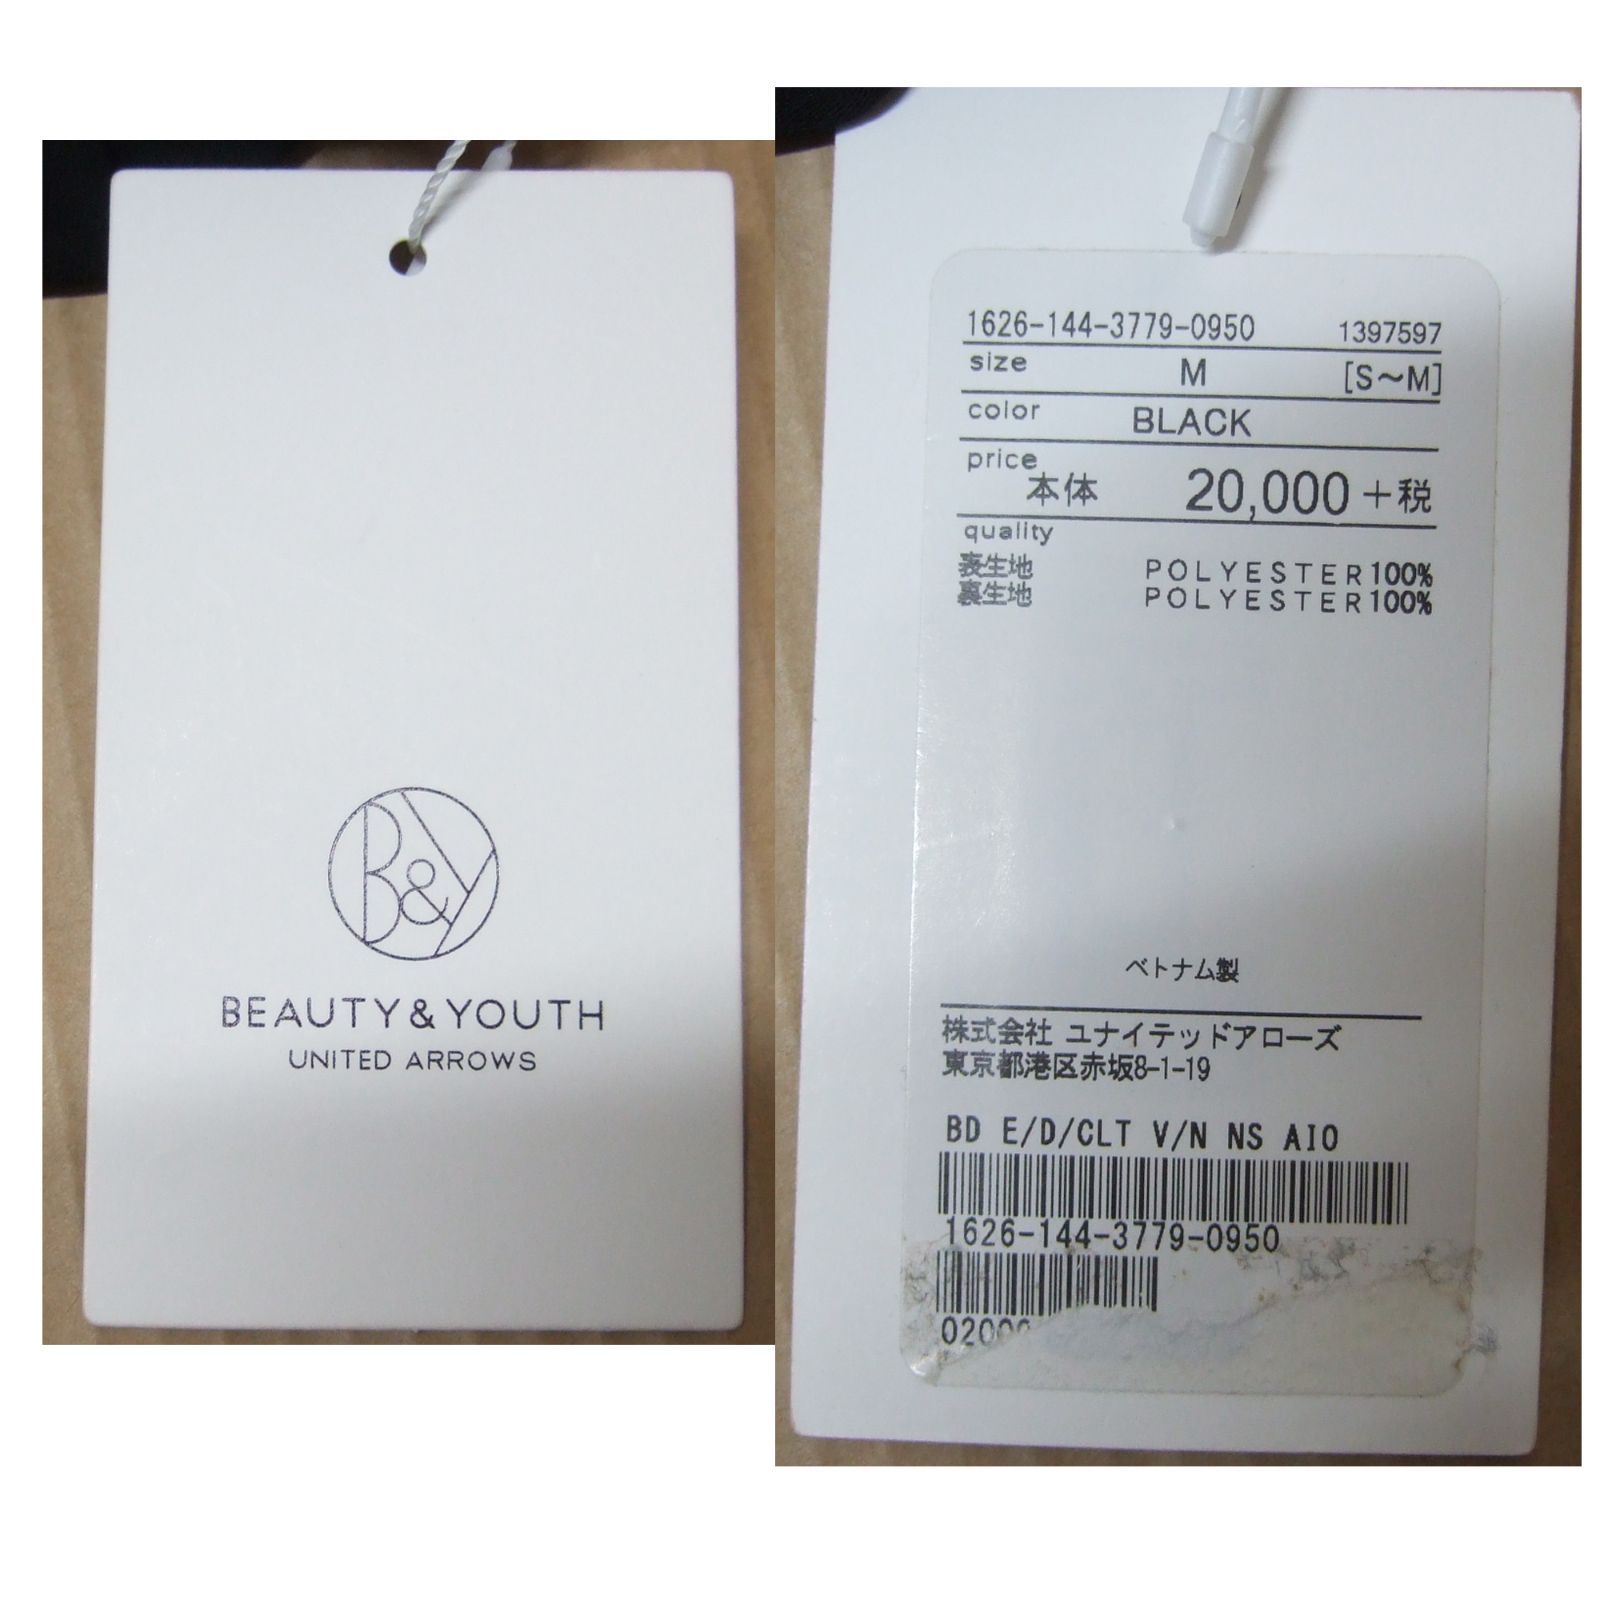 B&Y
BEAUTY&YOUTH
UNITED ARROWS
1626-144-3779-0950 1397597
size M [S〜M]
color BLACK
price 本体 20,000+税
quality
表生地 POLYESTER100%
裏生地 POLYESTER100%
ベトナム製
株式会社 ユナイテッドアローズ
東京都港区赤坂8-1-19
BD E/D/CLT V/N NS AIO
1626-144-3779-0950